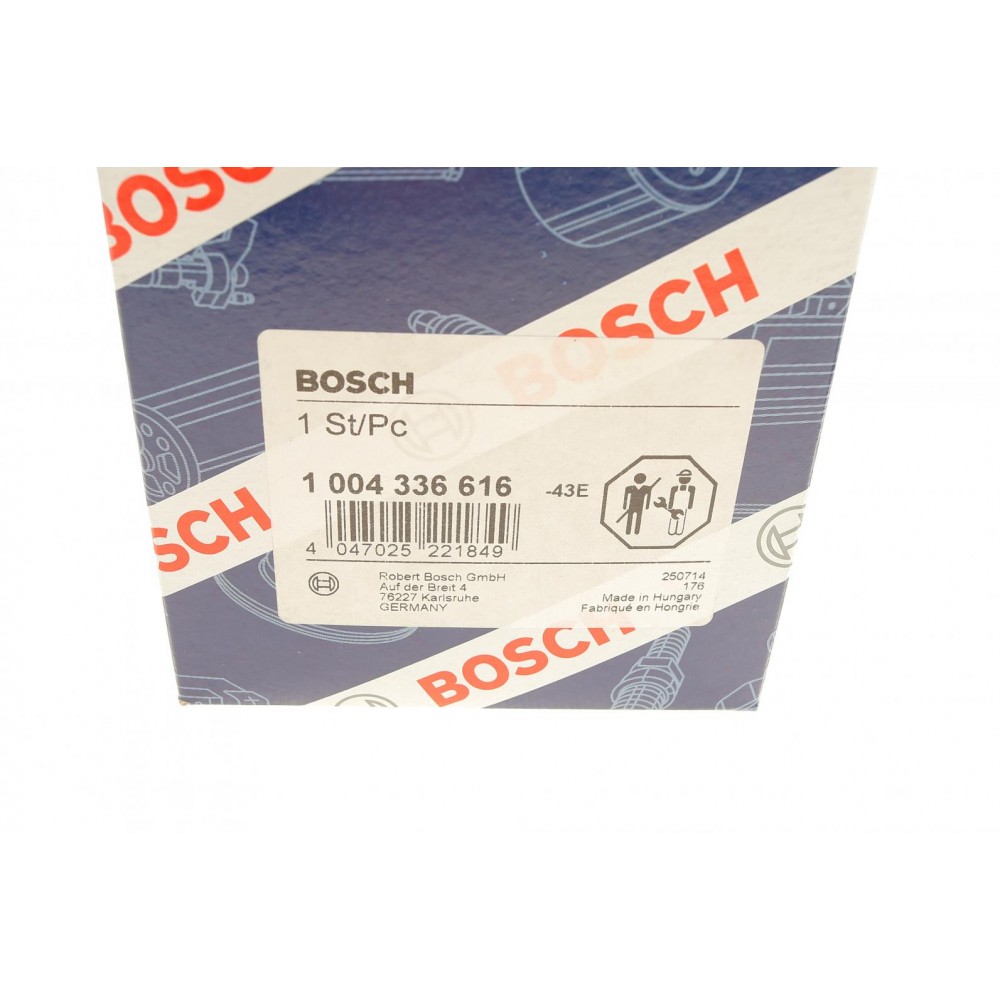 BOSCH
BOSCH
BOSCH
1 St/Pc
1 004 336 616 -43E
BOSCH
4 047025 221849
Robert Bosch GmbH
Auf der Breit 4
76227 Karlsruhe
GERMANY
250714
176
Made in Hungary
Fabriqué en Hongrie
BOSCH